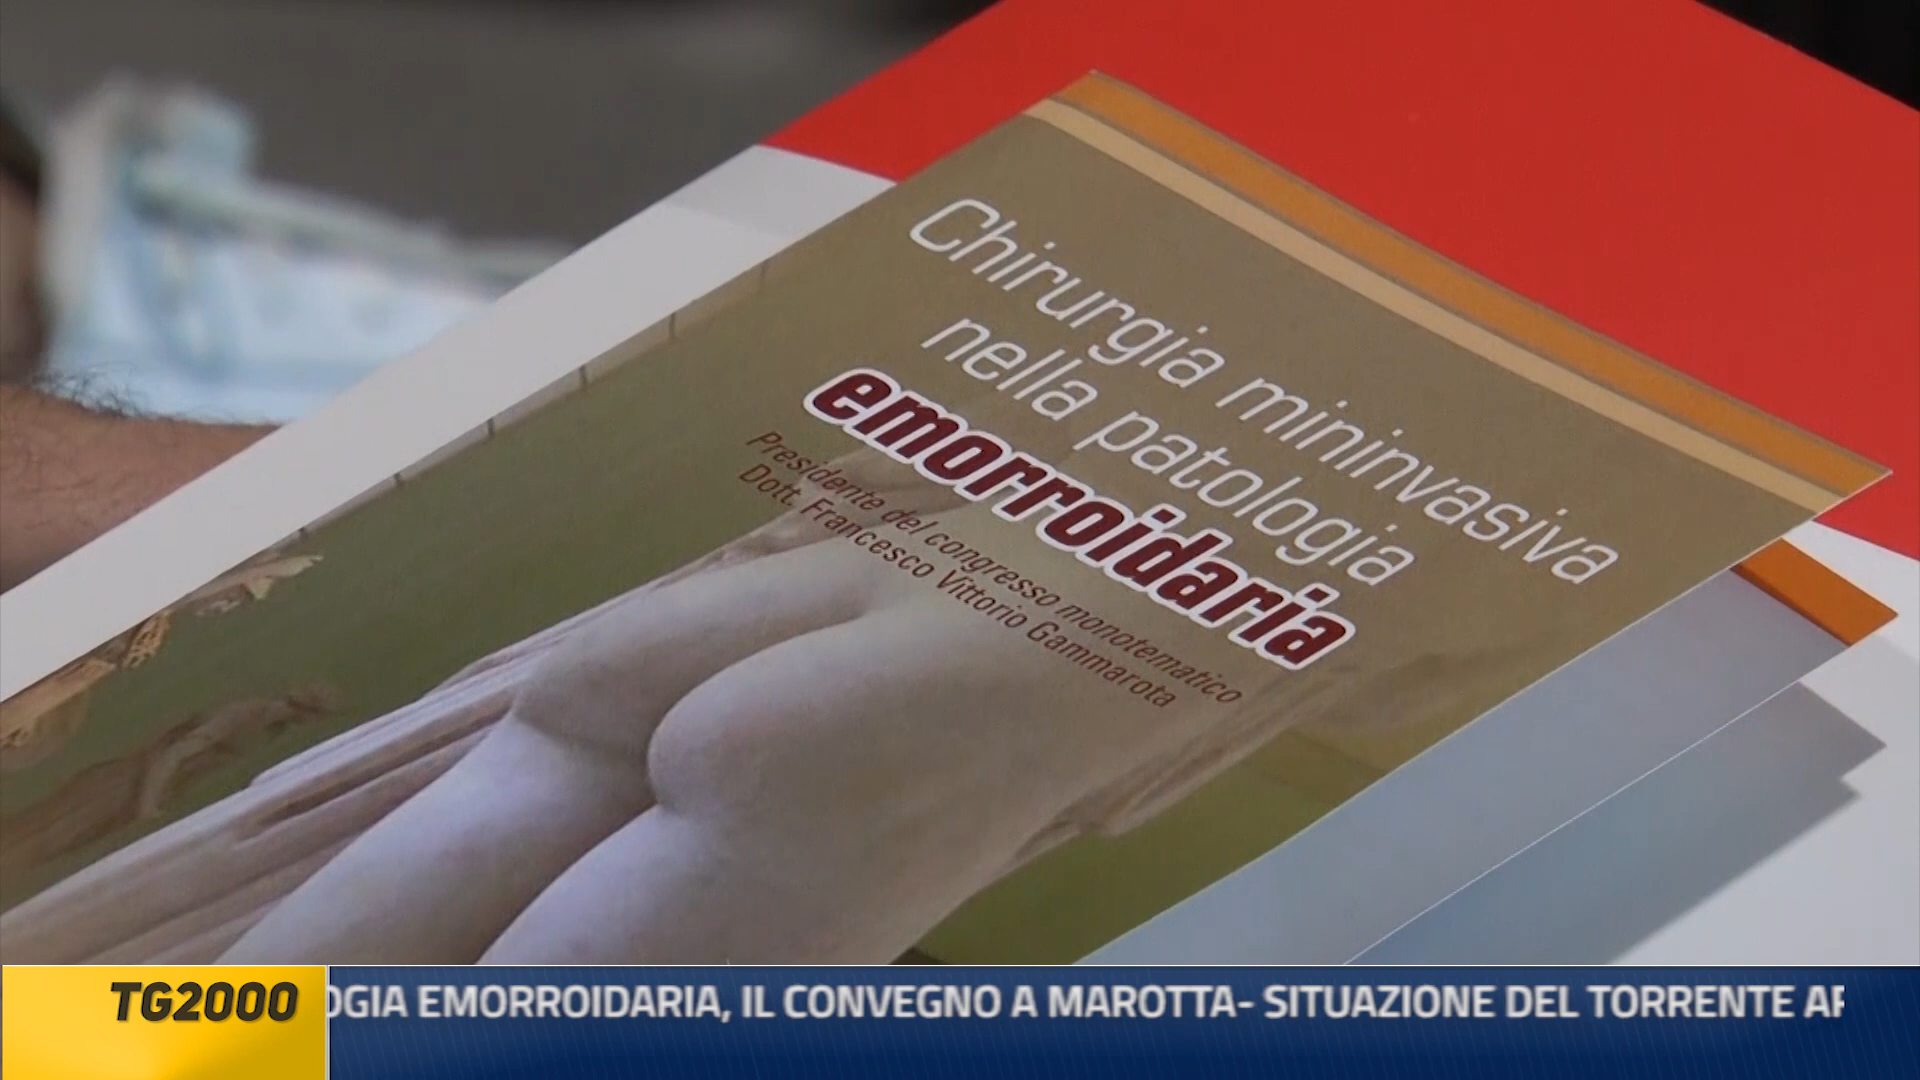 Chirurgia mininvasiva
nella patologia
emorroidaria
Presidente del congresso monotematico
Dott. Francesco Vittorio Gammarota
TG2000
OGIA EMORROIDARIA, IL CONVEGNO A MAROTTA- SITUAZIONE DEL TORRENTE